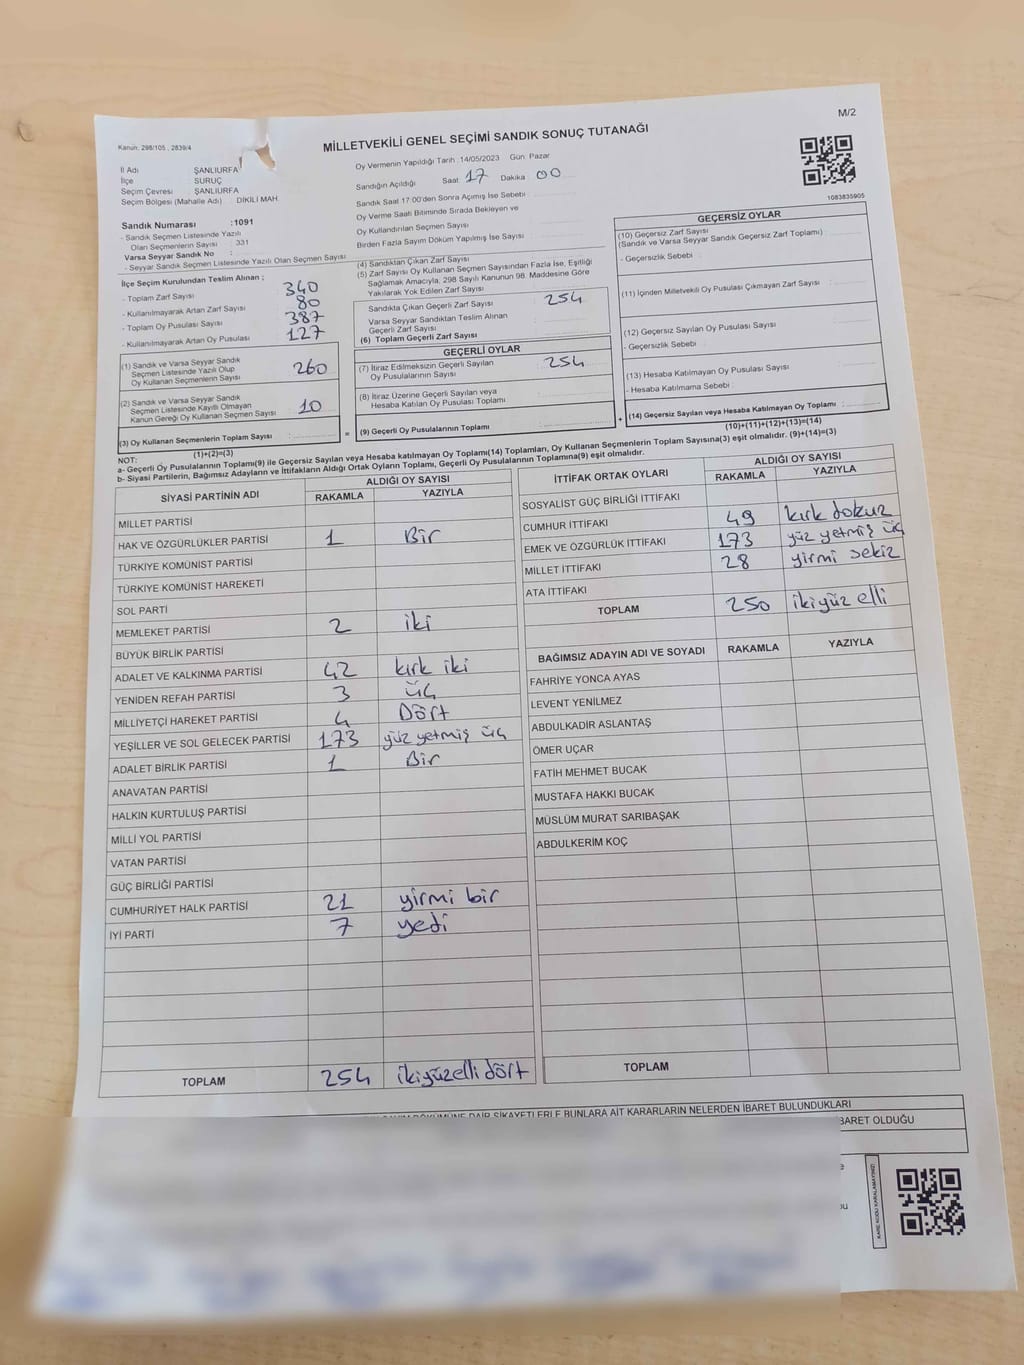 M/2
Kanun; 298/105 , 2839/4
MİLLETVEKİLİ GENEL SEÇİMİ SANDIK SONUÇ TUTANAĞI
İl Adı ŞANLIURFA
İlçe SURUÇ
Seçim Çevresi ŞANLIURFA
Seçim Bölgesi (Mahalle Adı) DİKİLİ MAH.
Oy Vermenin Yapıldığı Tarih :14/05/2023 Gün Pazar
Sandığın Açıldığı Saat: 17 Dakika 00
Sandık Saat 17:00'den Sonra Açımış İse Sebebi
Oy Verme Saati Bitiminde Sırada Bekleyen ve
Oy Kullandırılan Seçmen Sayısı
Birden Fazla Sayım Döküm Yapılmış İse Sayısı
1083835905
Sandık Numarası :1091
- Sandık Seçmen Listesinde Yazılı
Olan Seçmenlerin Sayısı : 331
Varsa Seyyar Sandık No :
- Seyyar Sandık Seçmen Listesinde Yazılı Olan Seçmen Sayısı
İlçe Seçim Kurulundan Teslim Alınan ;
- Toplam Zarf Sayısı 340
- Kullanılmayarak Artan Zarf Sayısı 80
- Toplam Oy Pusulası Sayısı 387
- Kullanılmayarak Artan Oy Pusulası 127
(1) Sandık ve Varsa Seyyar Sandık
Seçmen Listesinde Yazılı Olup
Oy Kullanan Seçmenlerin Sayısı 260
(2) Sandık ve Varsa Seyyar Sandık
Seçmen Listesinde Kayıtlı Olmayan
Kanun Gereği Oy Kullanan Seçmen Sayısı 10
(3) Oy Kullanan Seçmenlerin Toplam Sayısı
(1)+(2)=(3)
(4) Sandıktan Çıkan Zarf Sayısı
(5) Zarf Sayısı Oy Kullanan Seçmen Sayısından Fazla İse, Eşitliği
Sağlamak Amacıyla, 298 Sayılı Kanunun 98. Maddesine Göre
Yakılarak Yok Edilen Zarf Sayısı
Sandıkta Çıkan Geçerli Zarf Sayısı 254
Varsa Seyyar Sandıktan Teslim Alınan
Geçerli Zarf Sayısı
(6) Toplam Geçerli Zarf Sayısı
GEÇERLİ OYLAR
(7) İtiraz Edilmeksizin Geçerli Sayılan
Oy Pusulalarının Sayısı 254
(8) İtiraz Üzerine Geçerli Sayılan veya
Hesaba Katılan Oy Pusulası Toplamı
= (9) Geçerli Oy Pusulalarının Toplamı
GEÇERSİZ OYLAR
(10) Geçersiz Zarf Sayısı
(Sandık ve Varsa Seyyar Sandık Geçersiz Zarf Toplamı)
- Geçersizlik Sebebi
(11) İçinden Milletvekili Oy Pusulası Çıkmayan Zarf Sayısı
(12) Geçersiz Sayılan Oy Pusulası Sayısı
- Geçersizlik Sebebi
(13) Hesaba Katılmayan Oy Pusulası Sayısı
- Hesaba Katılmama Sebebi
+ (14) Geçersiz Sayılan veya Hesaba Katılmayan Oy Toplamı
(10)+(11)+(12)+(13)=(14)
NOT:
a- Geçerli Oy Pusulalarının Toplamı(9) ile Geçersiz Sayılan veya Hesaba katılmayan Oy Toplamı(14) Toplamları, Oy Kullanan Seçmenlerin Toplam Sayısına(3) eşit olmalıdır. (9)+(14)=(3)
b- Siyasi Partilerin, Bağımsız Adayların ve İttifakların Aldığı Ortak Oyların Toplamı, Geçerli Oy Pusulalarının Toplamına(9) eşit olmalıdır.
SİYASİ PARTİNİN ADI ALDIĞI OY SAYISI
RAKAMLA YAZIYLA
MİLLET PARTİSİ
HAK VE ÖZGÜRLÜKLER PARTİSİ 1 Bir
TÜRKİYE KOMÜNİST PARTİSİ
TÜRKİYE KOMÜNİST HAREKETİ
SOL PARTİ
MEMLEKET PARTİSİ 2 iki
BÜYÜK BİRLİK PARTİSİ
ADALET VE KALKINMA PARTİSİ 42 kırk iki
YENİDEN REFAH PARTİSİ 3 üç
MİLLİYETÇİ HAREKET PARTİSİ 4 Dört
YEŞİLLER VE SOL GELECEK PARTİSİ 173 yüz yetmiş üç
ADALET BİRLİK PARTİSİ 1 Bir
ANAVATAN PARTİSİ
HALKIN KURTULUŞ PARTİSİ
MİLLİ YOL PARTİSİ
VATAN PARTİSİ
GÜÇ BİRLİĞİ PARTİSİ
CUMHURİYET HALK PARTİSİ 21 yirmi bir
İYİ PARTİ 7 yedi
TOPLAM 254 ikiyüzelli dört
İTTİFAK ORTAK OYLARI ALDIĞI OY SAYISI
RAKAMLA YAZIYLA
SOSYALİST GÜÇ BİRLİĞİ İTTİFAKI
CUMHUR İTTİFAKI 49 kırk dokuz
EMEK VE ÖZGÜRLÜK İTTİFAKI 173 yüz yetmiş üç
MİLLET İTTİFAKI 28 yirmi sekiz
ATA İTTİFAKI
TOPLAM 250 ikiyüz elli
BAĞIMSIZ ADAYIN ADI VE SOYADI RAKAMLA YAZIYLA
FAHRİYE YONCA AYAS
LEVENT YENİLMEZ
ABDULKADİR ASLANTAŞ
ÖMER UÇAR
FATİH MEHMET BUCAK
MUSTAFA HAKKI BUCAK
MÜSLÜM MURAT SARIBAŞAK
ABDULKERİM KOÇ
TOPLAM
DÖKÜMÜNE DAİR ŞİKAYETLERLE BUNLARA AİT KARARLARIN NELERDEN İBARET BULUNDUKLARI
BARET OLDUĞU
KARE KODU KARALAMAYINIZ!